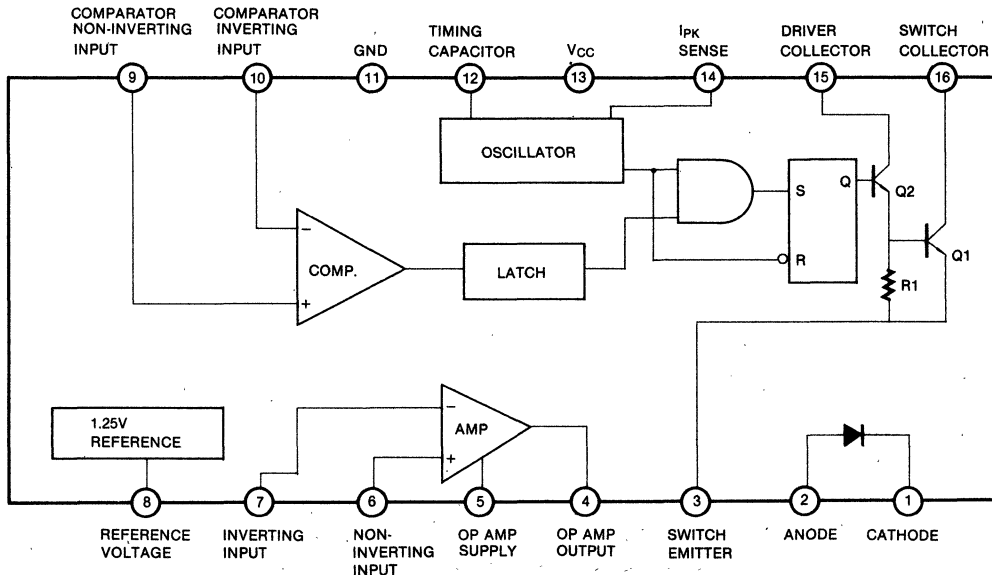 COMPARATOR
NON-INVERTING
INPUT
COMPARATOR
INVERTING
INPUT
GND
TIMING
CAPACITOR
VCC
IPK
SENSE
DRIVER
COLLECTOR
SWITCH
COLLECTOR
9
10
11
12
13
14
15
16
OSCILLATOR
S
Q
R
Q2
Q1
R1
−
COMP.
+
LATCH
1.25V
REFERENCE
−
AMP
+
8
7
6
5
4
3
2
1
REFERENCE
VOLTAGE
INVERTING
INPUT
NON-
INVERTING
INPUT
OP AMP
SUPPLY
OP AMP
OUTPUT
SWITCH
EMITTER
ANODE
CATHODE